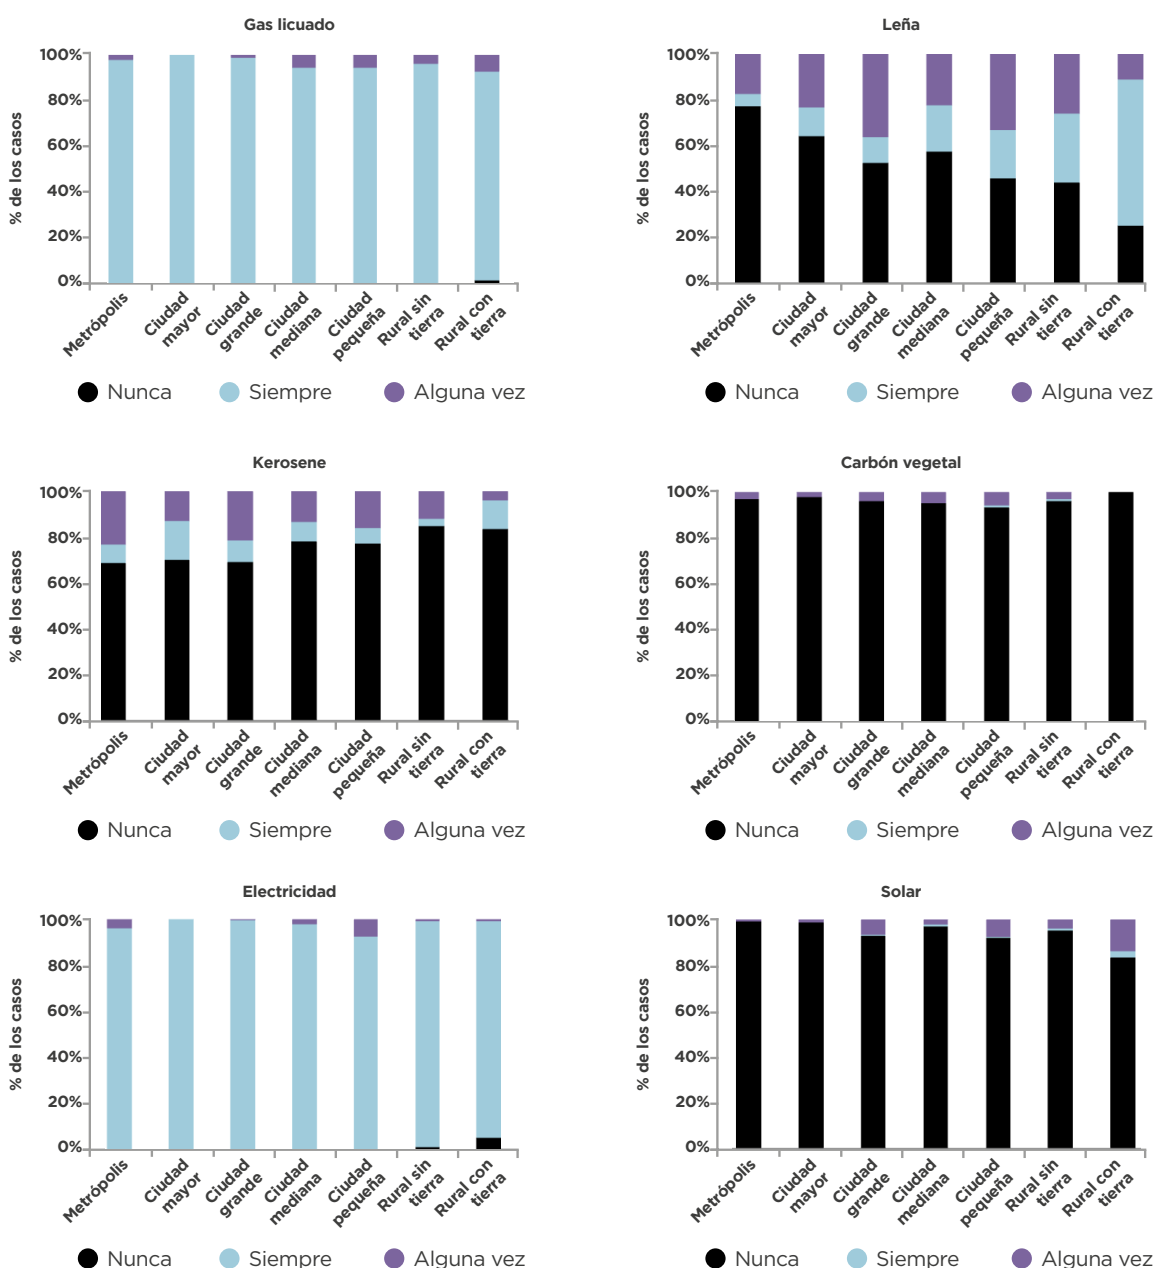 Gas licuado
100%
80%
60%
40%
20%
0%
% de los casos
Metrópolis
Ciudad
mayor
Ciudad
grande
Ciudad
mediana
Ciudad
pequeña
Rural sin
tierra
Rural con
tierra
Nunca Siempre Alguna vez
Leña
100%
80%
60%
40%
20%
0%
% de los casos
Metrópolis
Ciudad
mayor
Ciudad
grande
Ciudad
mediana
Ciudad
pequeña
Rural sin
tierra
Rural con
tierra
Nunca Siempre Alguna vez
Kerosene
100%
80%
60%
40%
20%
0%
% de los casos
Metrópolis
Ciudad
mayor
Ciudad
grande
Ciudad
mediana
Ciudad
pequeña
Rural sin
tierra
Rural con
tierra
Nunca Siempre Alguna vez
Carbón vegetal
100%
80%
60%
40%
20%
0%
% de los casos
Metrópolis
Ciudad
mayor
Ciudad
grande
Ciudad
mediana
Ciudad
pequeña
Rural sin
tierra
Rural con
tierra
Nunca Siempre Alguna vez
Electricidad
100%
80%
60%
40%
20%
0%
% de los casos
Metrópolis
Ciudad
mayor
Ciudad
grande
Ciudad
mediana
Ciudad
pequeña
Rural sin
tierra
Rural con
tierra
Nunca Siempre Alguna vez
Solar
100%
80%
60%
40%
20%
0%
% de los casos
Metrópolis
Ciudad
mayor
Ciudad
grande
Ciudad
mediana
Ciudad
pequeña
Rural sin
tierra
Rural con
tierra
Nunca Siempre Alguna vez